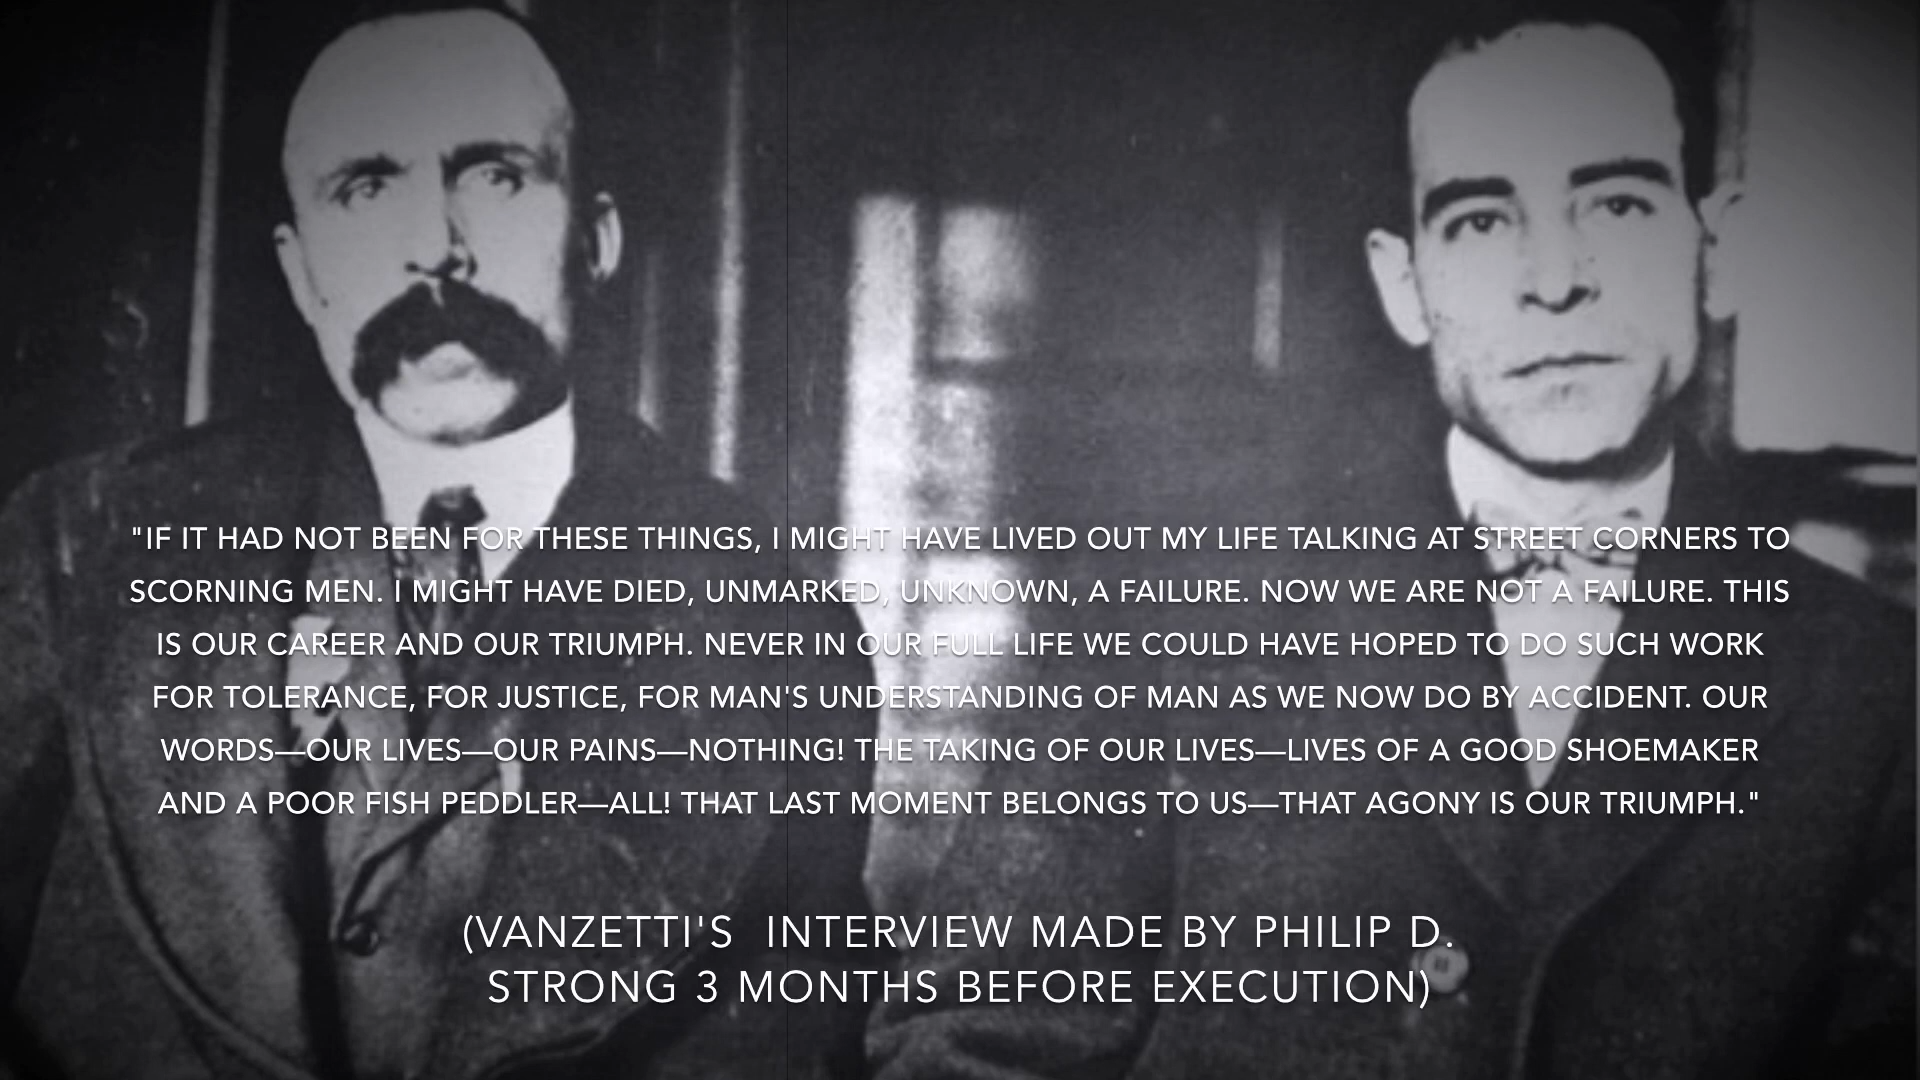 "IF IT HAD NOT BEEN FOR THESE THINGS, I MIGHT HAVE LIVED OUT MY LIFE TALKING AT STREET CORNERS TO
SCORNING MEN. I MIGHT HAVE DIED, UNMARKED, UNKNOWN, A FAILURE. NOW WE ARE NOT A FAILURE. THIS
IS OUR CAREER AND OUR TRIUMPH. NEVER IN OUR FULL LIFE WE COULD HAVE HOPED TO DO SUCH WORK
FOR TOLERANCE, FOR JUSTICE, FOR MAN'S UNDERSTANDING OF MAN AS WE NOW DO BY ACCIDENT. OUR
WORDS—OUR LIVES—OUR PAINS—NOTHING! THE TAKING OF OUR LIVES—LIVES OF A GOOD SHOEMAKER
AND A POOR FISH PEDDLER—ALL! THAT LAST MOMENT BELONGS TO US—THAT AGONY IS OUR TRIUMPH."
(VANZETTI'S  INTERVIEW MADE BY PHILIP D.
STRONG 3 MONTHS BEFORE EXECUTION)